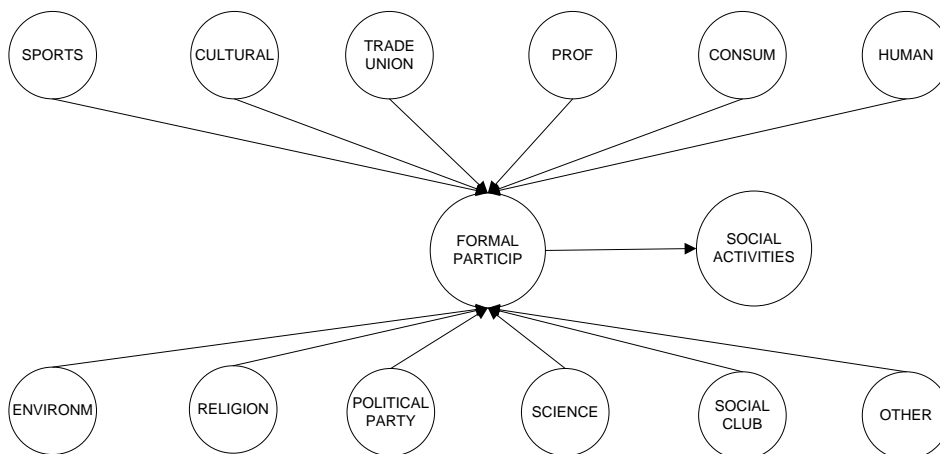 SPORTS
CULTURAL
TRADE
UNION
PROF
CONSUM
HUMAN
FORMAL
PARTICIP
SOCIAL
ACTIVITIES
ENVIRONM
RELIGION
POLITICAL
PARTY
SCIENCE
SOCIAL
CLUB
OTHER